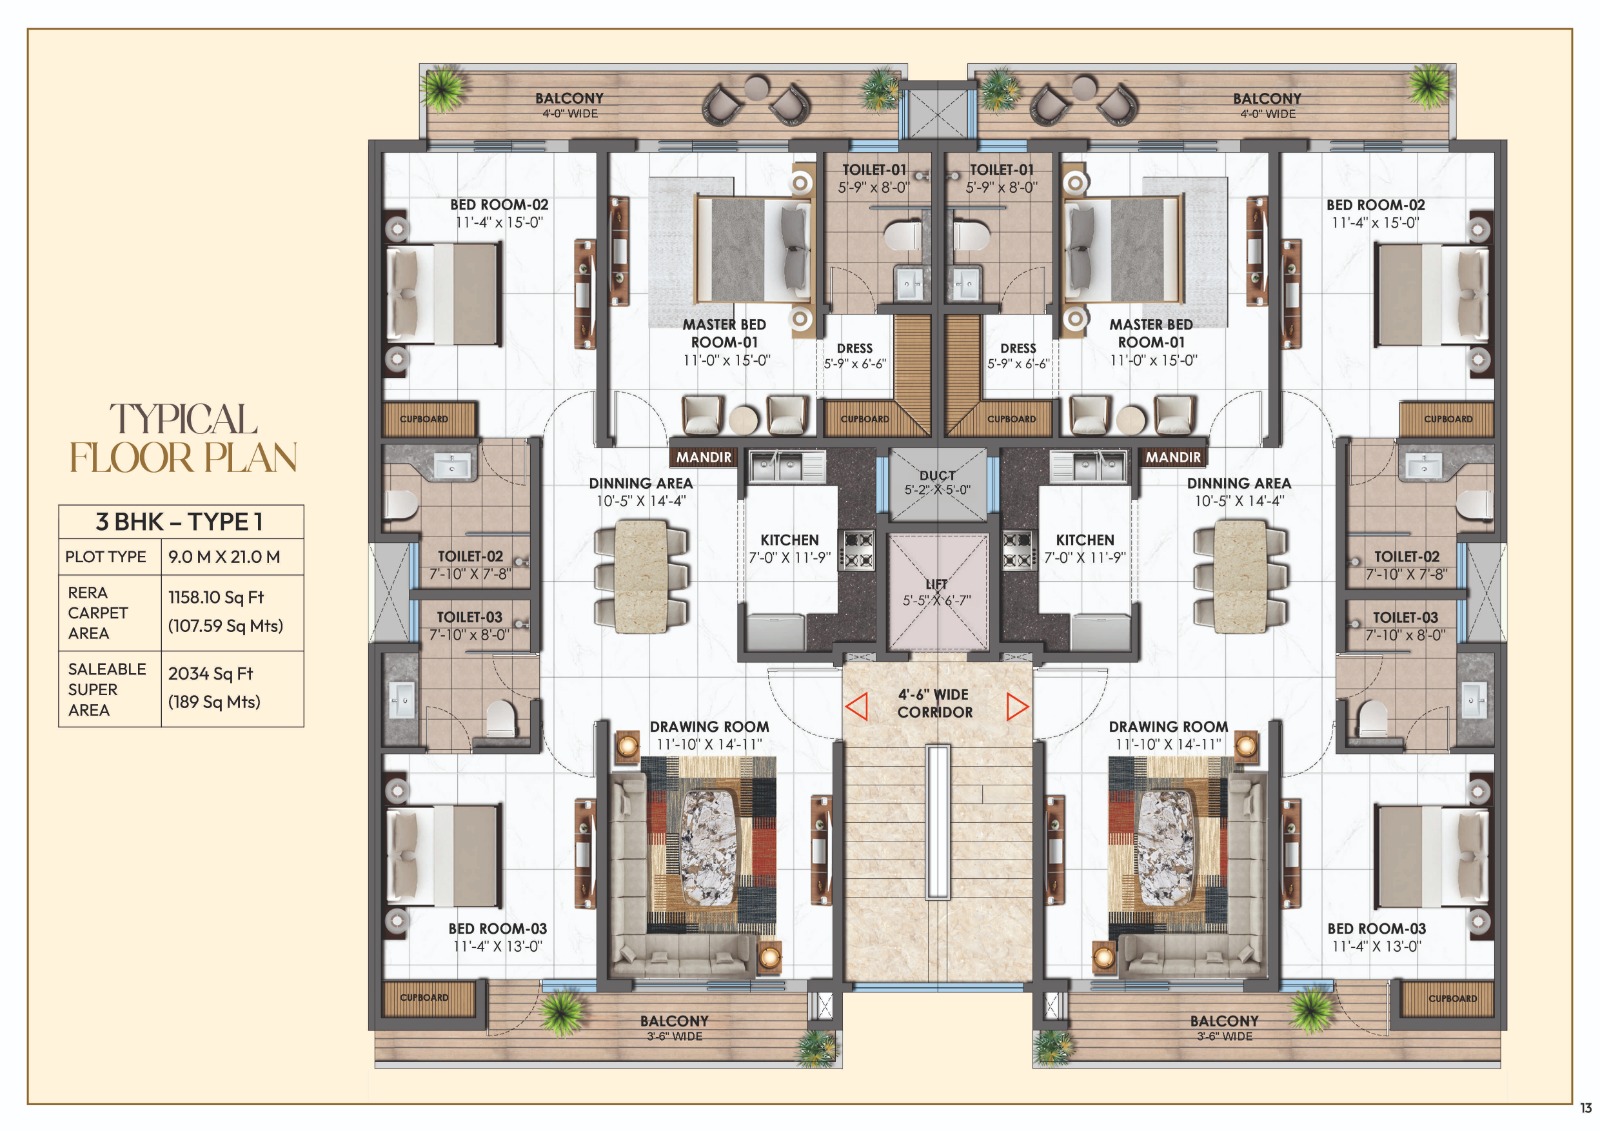 BALCONY
4'-0" WIDE
BALCONY
4'-0" WIDE
TOILET-01
5'-9" x 8'-0"
TOILET-01
5'-9" x 8'-0"
BED ROOM-02
11'-4" x 15'-0"
BED ROOM-02
11'-4" x 15'-0"
MASTER BED
ROOM-01
11'-0" x 15'-0"
DRESS
5'-9" x 6'-6"
DRESS
5'-9" x 6'-6"
MASTER BED
ROOM-01
11'-0" x 15'-0"
CUPBOARD
CUPBOARD
CUPBOARD
CUPBOARD
TYPICAL
FLOOR PLAN
3 BHK – TYPE 1
PLOT TYPE 9.0 M X 21.0 M
RERA
CARPET
AREA
1158.10 Sq Ft
(107.59 Sq Mts)
SALEABLE
SUPER
AREA
2034 Sq Ft
(189 Sq Mts)
MANDIR
MANDIR
DINNING AREA
10'-5" X 14'-4"
DUCT
5'-2" X 5'-0"
DINNING AREA
10'-5" X 14'-4"
KITCHEN
7'-0" X 11'-9"
KITCHEN
7'-0" X 11'-9"
TOILET-02
7'-10" X 7'-8"
LIFT
5'-5" X 6'-7"
TOILET-02
7'-10" X 7'-8"
TOILET-03
7'-10" x 8'-0"
TOILET-03
7'-10" x 8'-0"
4'-6" WIDE
CORRIDOR
DRAWING ROOM
11'-10" X 14'-11"
DRAWING ROOM
11'-10" X 14'-11"
BED ROOM-03
11'-4" X 13'-0"
BED ROOM-03
11'-4" X 13'-0"
CUPBOARD
CUPBOARD
BALCONY
3'-6" WIDE
BALCONY
3'-6" WIDE
13